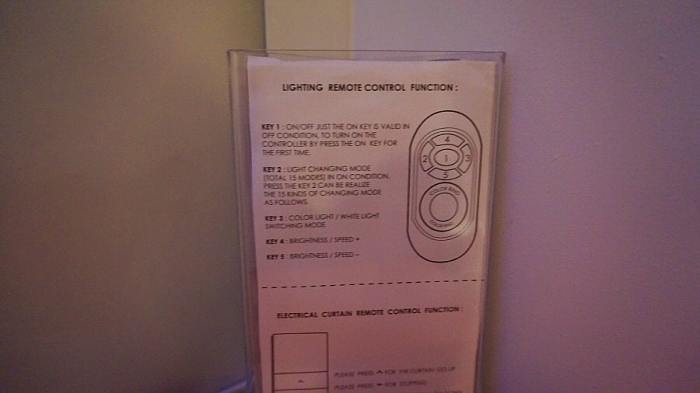 LIGHTING REMOTE CONTROL FUNCTION :
KEY 1 : ON/OFF JUST THE ON KEY IS VALID IN
OFF CONDITION, TO TURN ON THE
CONTROLLER BY PRESS THE ON KEY FOR
THE FIRST TIME.
KEY 2 : LIGHT CHANGING MODE
(TOTAL 15 MODES) IN ON CONDITION,
PRESS THE KEY 2 CAN BE REALIZE
THE 15 KINDS OF CHANGING MODE
AS FOLLOWS.
KEY 3 : COLOR LIGHT / WHITE LIGHT
SWITCHING MODE
KEY 4 : BRIGHTNESS / SPEED +
KEY 5 : BRIGHTNESS / SPEED –
4
2 1 3
5
COLOR RING
ELECTRICAL CURTAIN REMOTE CONTROL FUNCTION :
PLEASE PRESS ^ FOR THE CURTAIN GO UP
PLEASE PRESS – FOR STOPPING